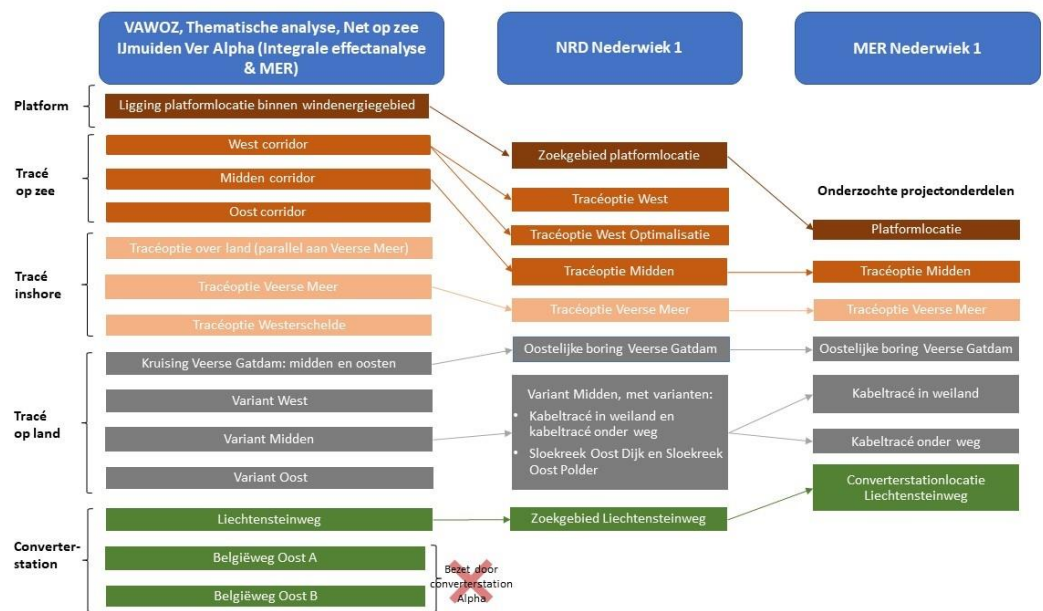 VAWOZ, Thematische analyse, Net op zee
IJmuiden Ver Alpha (Integrale effectanalyse
& MER)
NRD Nederwiek 1
MER Nederwiek 1
Platform
Ligging platformlocatie binnen windenergiegebied
Zoekgebied platformlocatie
Tracé
op zee
West corridor
Midden corridor
Oost corridor
Tracéoptie West
Tracéoptie West Optimalisatie
Tracéoptie Midden
Onderzochte projectonderdelen
Platformlocatie
Tracéoptie Midden
Tracé
inshore
Tracéoptie over land (parallel aan Veerse Meer)
Tracéoptie Veerse Meer
Tracéoptie Westerschelde
Tracéoptie Veerse Meer
Tracéoptie Veerse Meer
Tracé
op land
Kruising Veerse Gatdam: midden en oosten
Variant West
Variant Midden
Variant Oost
Oostelijke boring Veerse Gatdam
Variant Midden, met varianten:
• Kabeltracé in weiland en
kabeltracé onder weg
• Sloekreek Oost Dijk en Sloekreek
Oost Polder
Oostelijke boring Veerse Gatdam
Kabeltracé in weiland
Kabeltracé onder weg
Converter-
station
Liechtensteinweg
Belgiëweg Oost A
Belgiëweg Oost B
Bezet door
converterstation
Alpha
Zoekgebied Liechtensteinweg
Converterstationlocatie
Liechtensteinweg